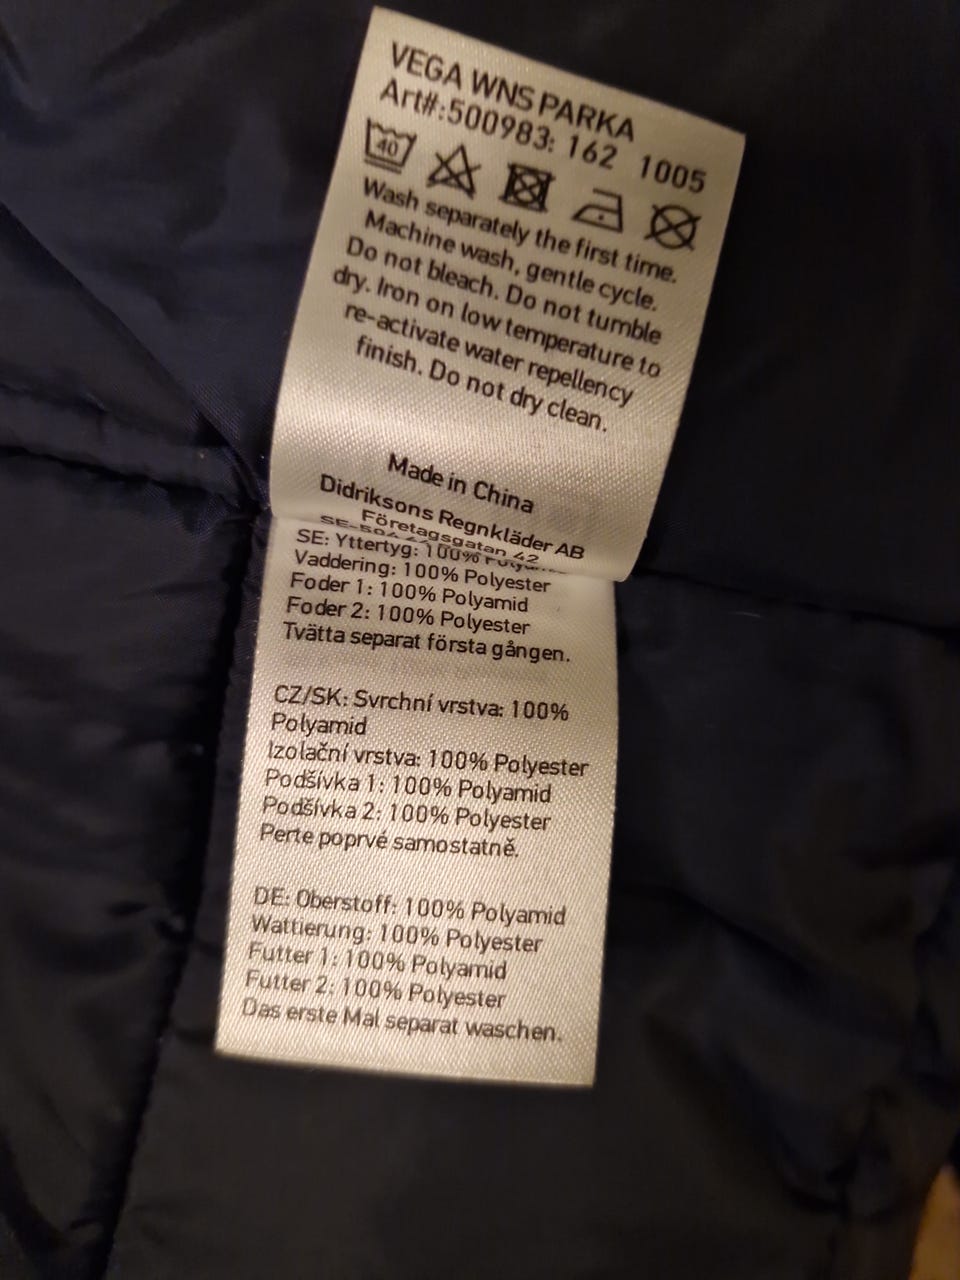 VEGA WNS PARKA
Art#:500983: 162 1005
40
Wash separately the first time.
Machine wash, gentle cycle.
Do not bleach. Do not tumble
dry. Iron on low temperature to
re-activate water repellency
finish. Do not dry clean.
Made in China
Didriksons Regnkläder AB
Företagsgatan 42
SE: Yttertyg: 100%
Vaddering: 100% Polyester
Foder 1: 100% Polyamid
Foder 2: 100% Polyester
Tvätta separat första gången.
CZ/SK: Svrchní vrstva: 100%
Polyamid
Izolační vrstva: 100% Polyester
Podšívka 1: 100% Polyamid
Podšívka 2: 100% Polyester
Perte poprvé samostatně.
DE: Oberstoff: 100% Polyamid
Wattierung: 100% Polyester
Futter 1: 100% Polyamid
Futter 2: 100% Polyester
Das erste Mal separat waschen.